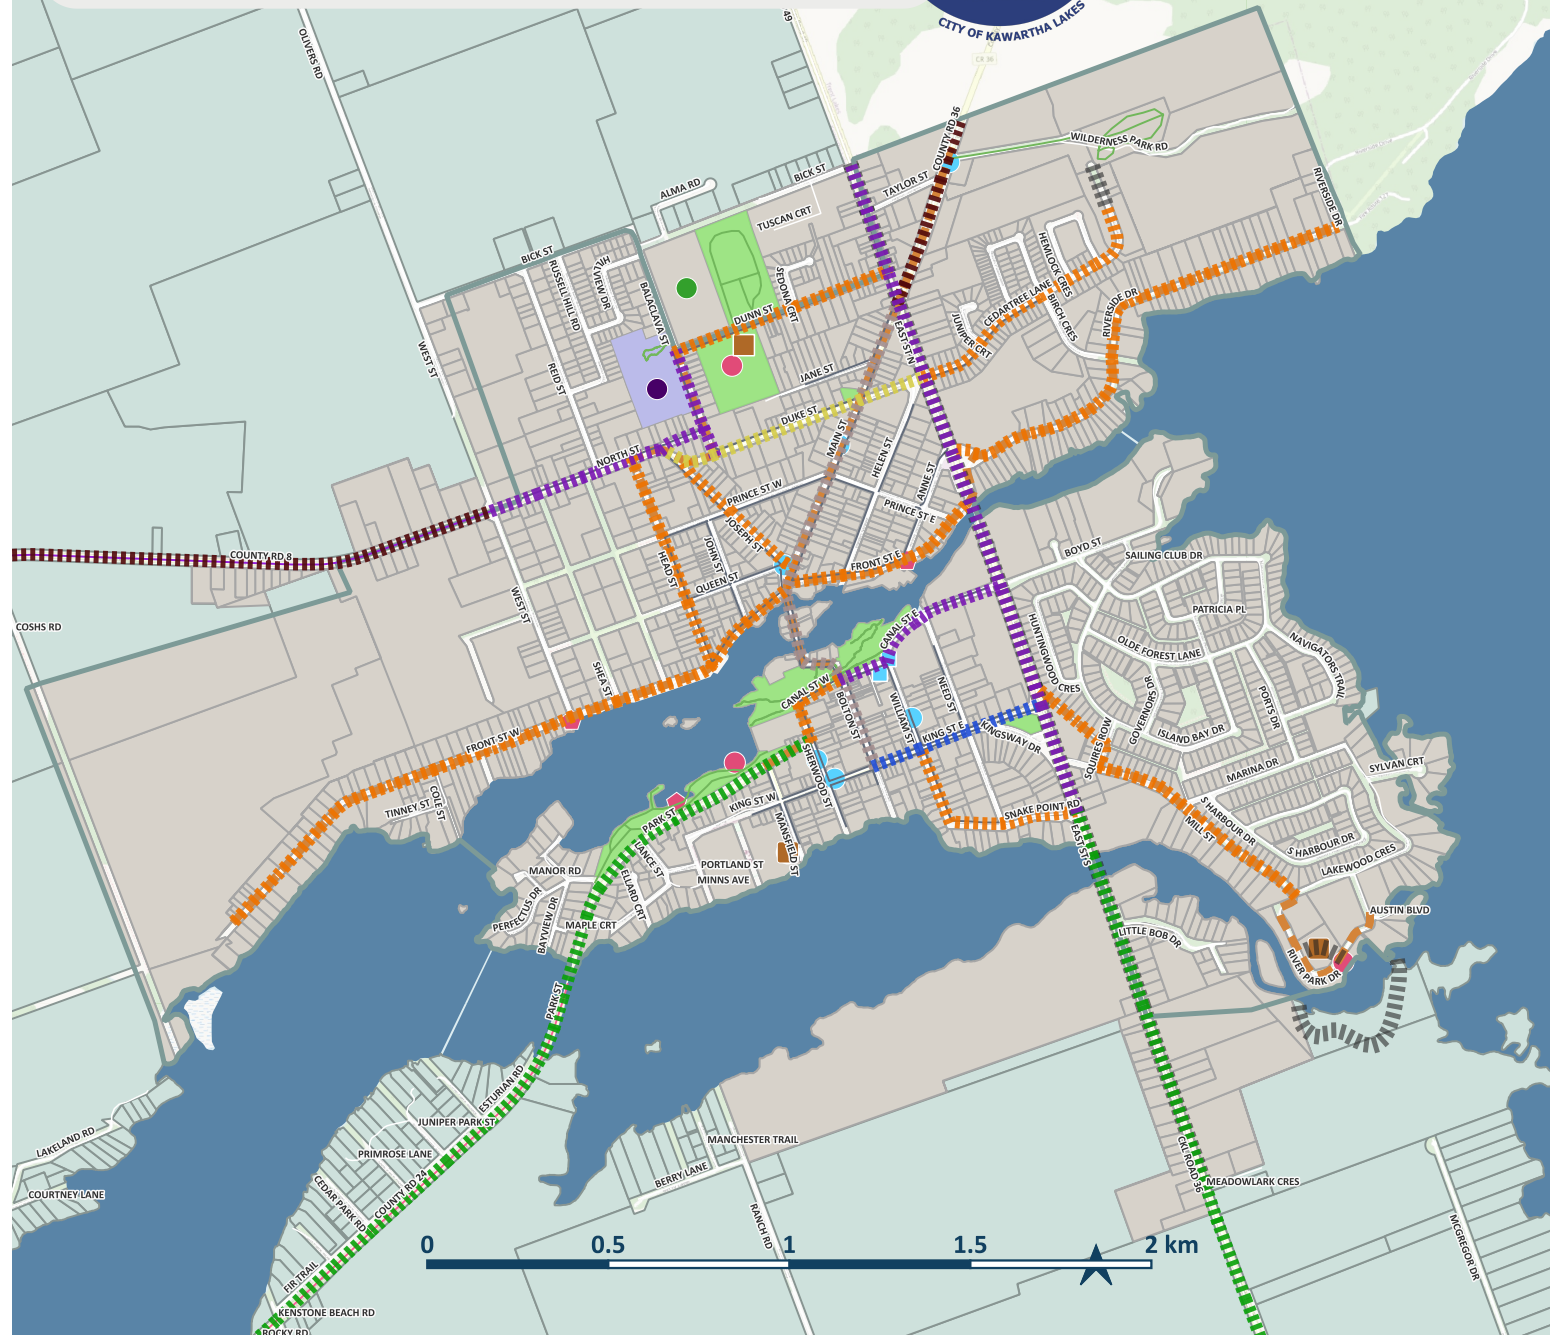 CITY OF KAWARTHA LAKES
49
OLIVERS RD
CR 36
COUNTY RD 36
WILDERNESS PARK RD
BICK ST
TAYLOR ST
ALMA RD
TUSCAN CRT
RIVERSIDE DR
BICK ST
HILLVIEW DR
RUSSELL HILL RD
BALACLAVA ST
SEDONA CRT
HEMLOCK CRES
CEDARTREE LANE
BIRCH CRES
RIVERSIDE DR
DUNN ST
EAST ST N
JUNIPER CRT
WEST ST
REID ST
JANE ST
DUKE ST
MAIN ST
HELEN ST
ANNE ST
NORTH ST
PRINCE ST W
PRINCE ST E
JOSEPH ST
JOHN ST
HEAD ST
QUEEN ST
FRONT ST E
COUNTY RD 8
WEST ST
COSHS RD
BOYD ST
SAILING CLUB DR
PATRICIA PL
OLDE FOREST LANE
NAVIGATORS TRAIL
HUNTINGWOOD CRES
GOVERNORS DR
PORTS DR
ISLAND BAY DR
SQUIRES ROW
MARINA DR
SYLVAN CRT
CANAL ST E
CANAL ST W
BOLTON ST
WILLIAM ST
NEED ST
KING ST E
KINGSWAY DR
SHEA ST
FRONT ST W
SHERWOOD ST
KING ST W
PARK ST
MANSFIELD ST
SNAKE POINT RD
EAST ST S
MILL ST
S HARBOUR DR
S HARBOUR DR
LAKEWOOD CRES
AUSTIN BLVD
TINNEY ST
COLE ST
LANCE ST
PORTLAND ST
MINNS AVE
MANOR RD
ELLARD CRT
PERFECTUS DR
BAYVIEW DR
MAPLE CRT
LITTLE BOB DR
RIVER PARK DR
PARK ST
ESTURIAN RD
JUNIPER PARK ST
PRIMROSE LANE
CEDAR PARK RD
COUNTY RD 24
FIR TRAIL
KENSTONE BEACH RD
ROCKY RD
LAKELAND RD
COURTNEY LANE
MANCHESTER TRAIL
BERRY LANE
RANCH RD
CKL ROAD 36
MEADOWLARK CRES
MCGREGOR DR
0 0.5 1 1.5 2 km